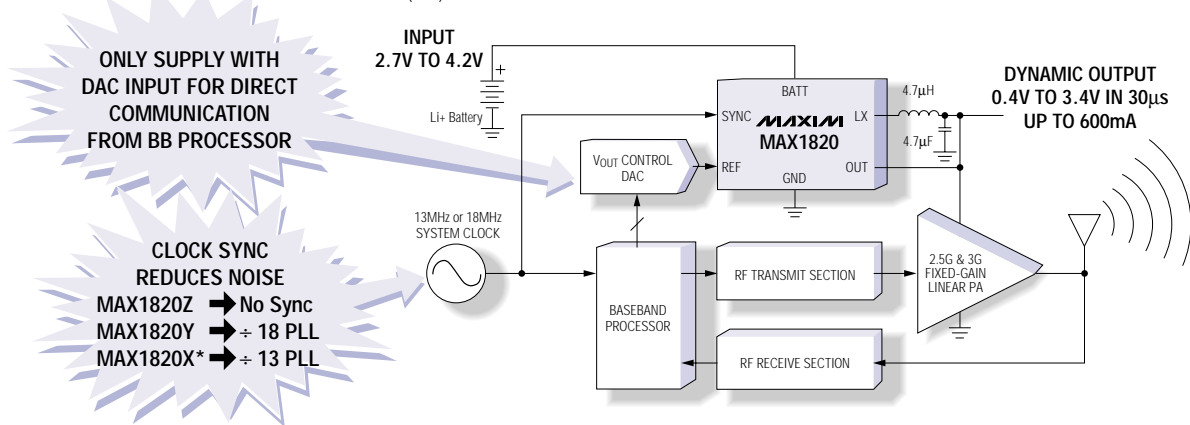 ONLY SUPPLY WITH
DAC INPUT FOR DIRECT
COMMUNICATION
FROM BB PROCESSOR
INPUT
2.7V TO 4.2V
+
Li+ Battery
BATT
SYNC
MAXIM
MAX1820
LX
REF
GND
OUT
4.7µH
4.7µF
DYNAMIC OUTPUT
0.4V TO 3.4V IN 30µs
UP TO 600mA
VOUT CONTROL
DAC
13MHz or 18MHz
SYSTEM CLOCK
CLOCK SYNC
REDUCES NOISE
MAX1820Z ➔ No Sync
MAX1820Y ➔ ÷ 18 PLL
MAX1820X* ➔ ÷ 13 PLL
BASEBAND
PROCESSOR
RF TRANSMIT SECTION
RF RECEIVE SECTION
2.5G & 3G
FIXED-GAIN
LINEAR PA